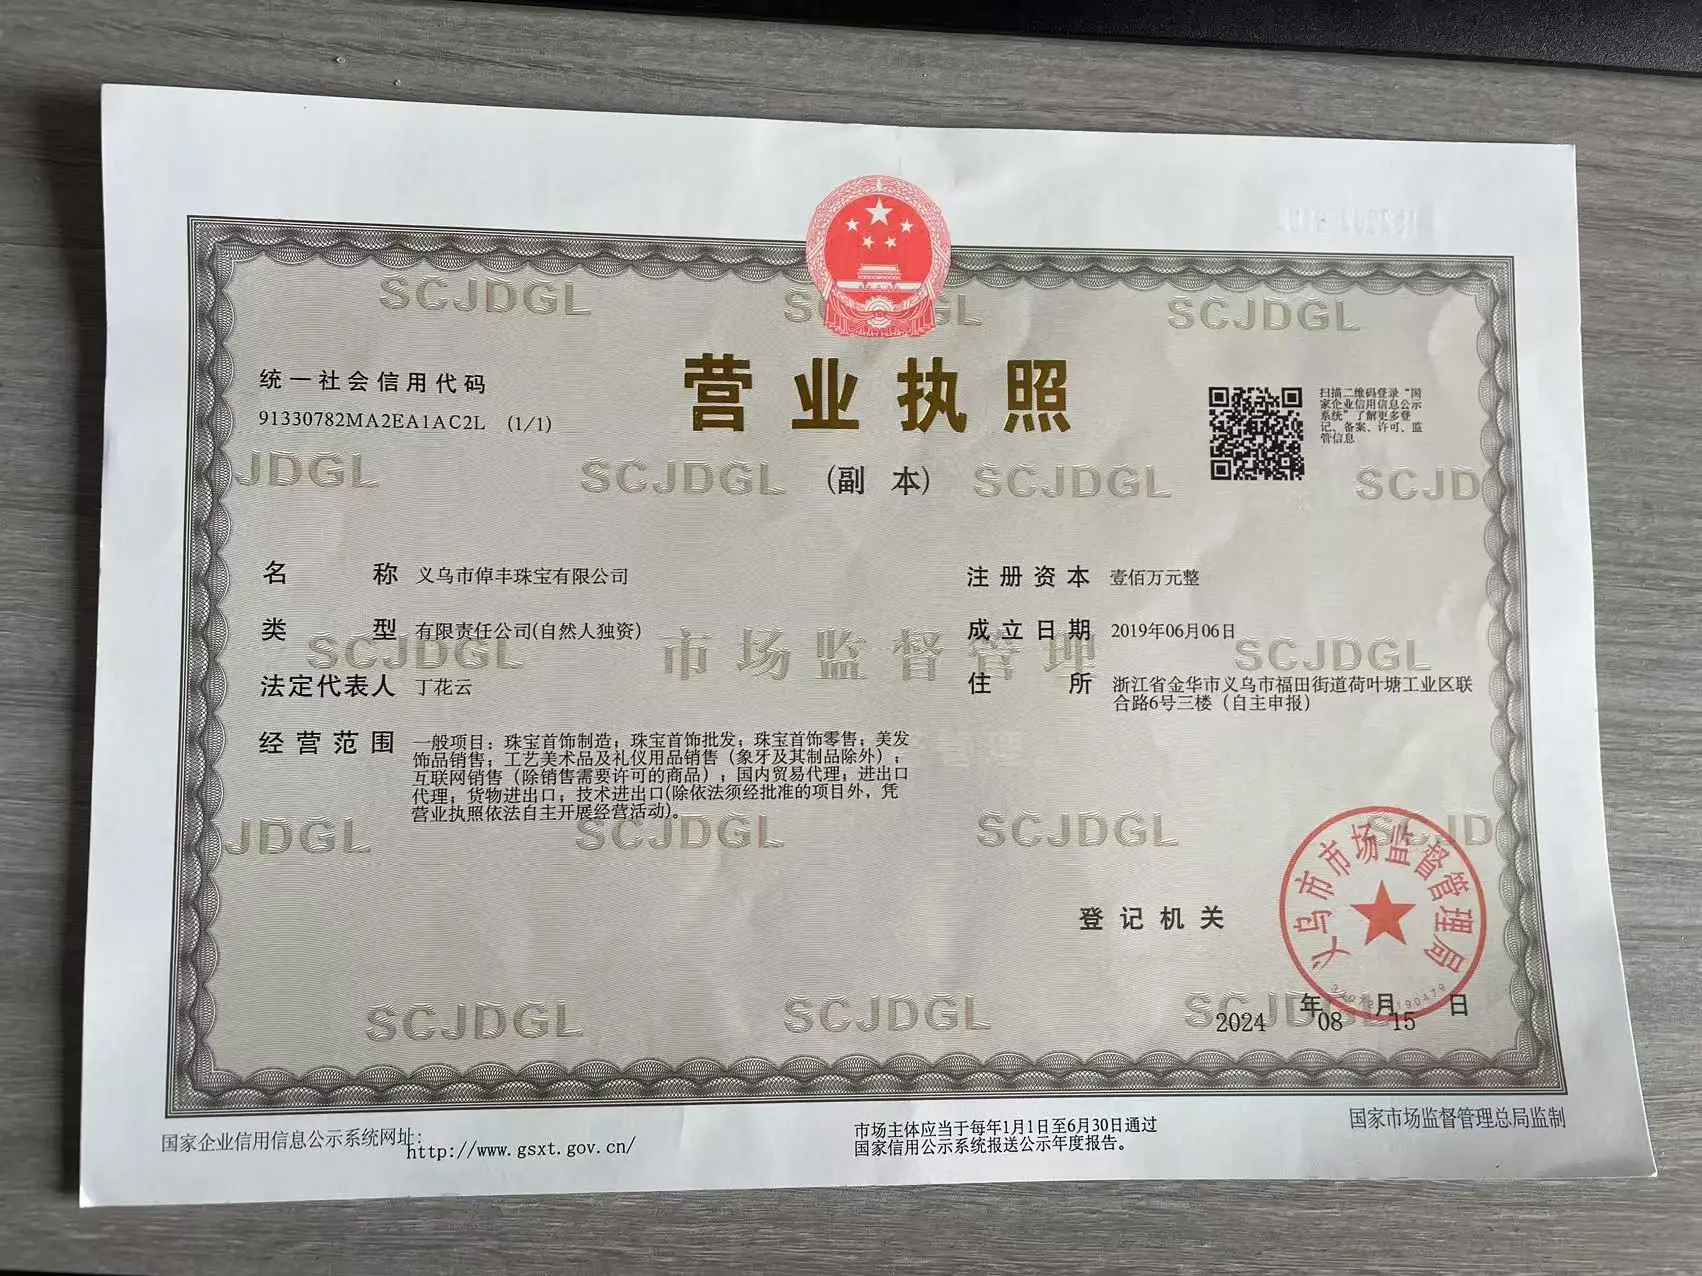 统一社会信用代码
91330782MA2EA1AC2L (1/1)
营业执照
(副本)
扫描二维码登录“国
家企业信用信息公示
系统”了解更多登
记、备案、许可、监
管信息
名称 义乌市倬丰珠宝有限公司
类型 有限责任公司(自然人独资)
法定代表人 丁花云
经营范围 一般项目：珠宝首饰制造；珠宝首饰批发；珠宝首饰零售；美发
饰品销售；工艺美术品及礼仪用品销售（象牙及其制品除外）；
互联网销售（除销售需要许可的商品）；国内贸易代理；进出口
代理；货物进出口；技术进出口(除依法须经批准的项目外，凭
营业执照依法自主开展经营活动)。
注册资本 壹佰万元整
成立日期 2019年06月06日
住所 浙江省金华市义乌市福田街道荷叶塘工业区联
合路6号三楼（自主申报）
登记机关
义乌市市场监督管理局
2024年08月15日
SCJDGL
SCJDGL
JDGL
SCJDGL
SCJDGL
SCJD
SCJDGL
市场监督管理
SCJDGL
JDGL
SCJDGL
SCJDGL
SCJD
SCJDGL
SCJDGL
国家企业信用信息公示系统网址：
http://www.gsxt.gov.cn/
市场主体应当于每年1月1日至6月30日通过
国家信用公示系统报送公示年度报告。
国家市场监督管理总局监制